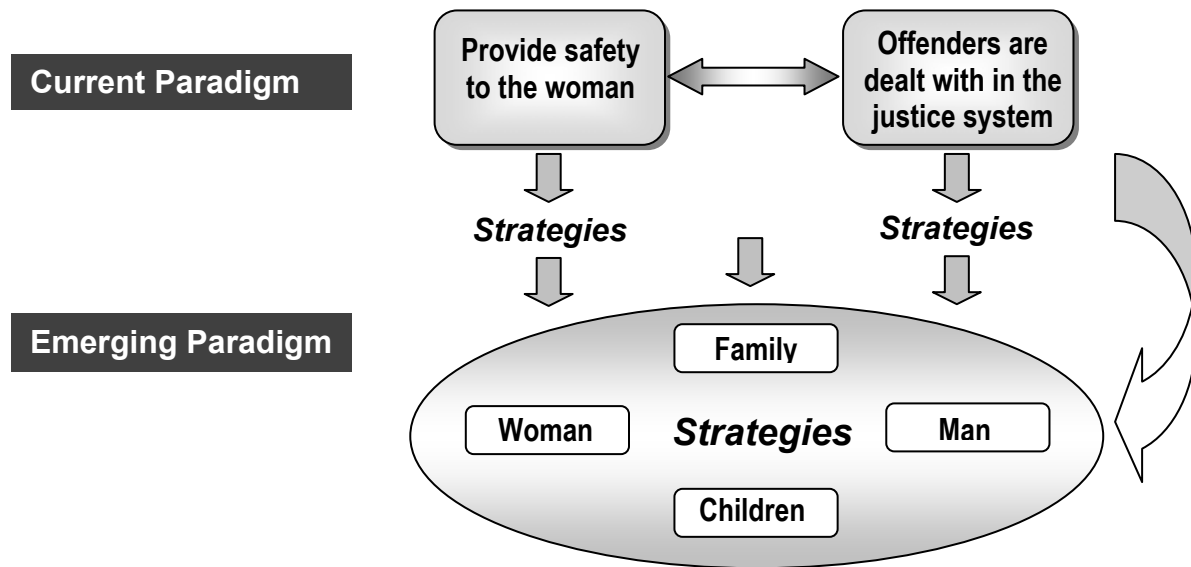 Current Paradigm
Provide safety
to the woman
Offenders are
dealt with in the
justice system
Strategies
Strategies
Emerging Paradigm
Family
Woman
Strategies
Man
Children